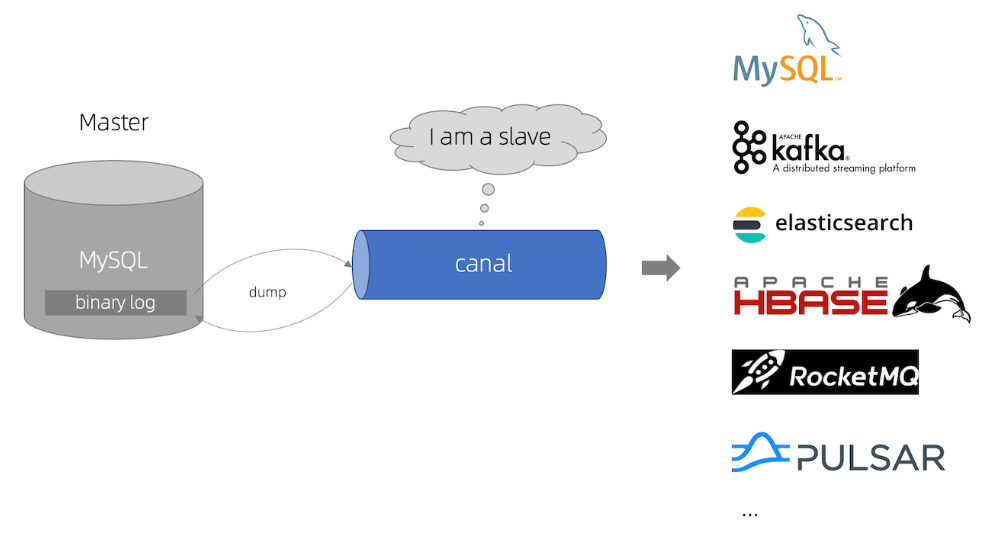 Master
MySQL
binary log
dump
I am a slave
canal
MySQL™
APACHE
kafka®
A distributed streaming platform
elasticsearch
APACHE
HBASE
RocketMQ
PULSAR
...